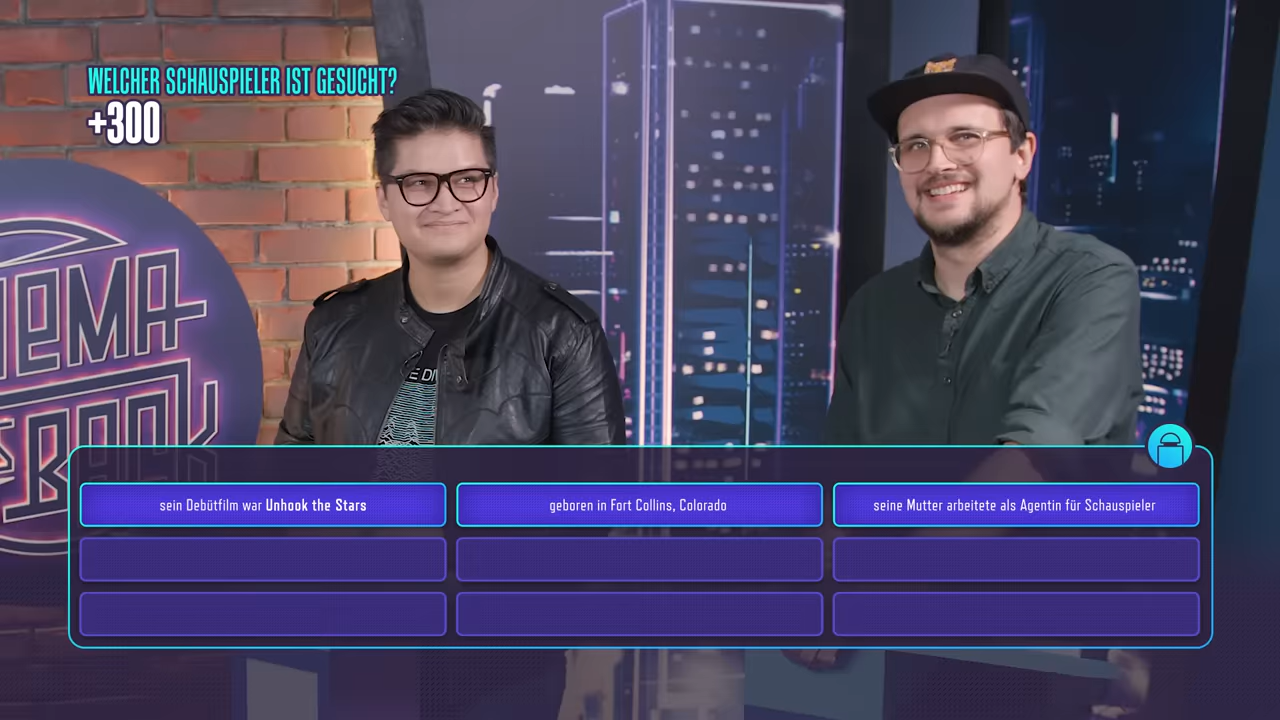 WELCHER SCHAUSPIELER IST GESUCHT?
+300
sein Debütfilm war Unhook the Stars
geboren in Fort Collins, Colorado
seine Mutter arbeitete als Agentin für Schauspieler